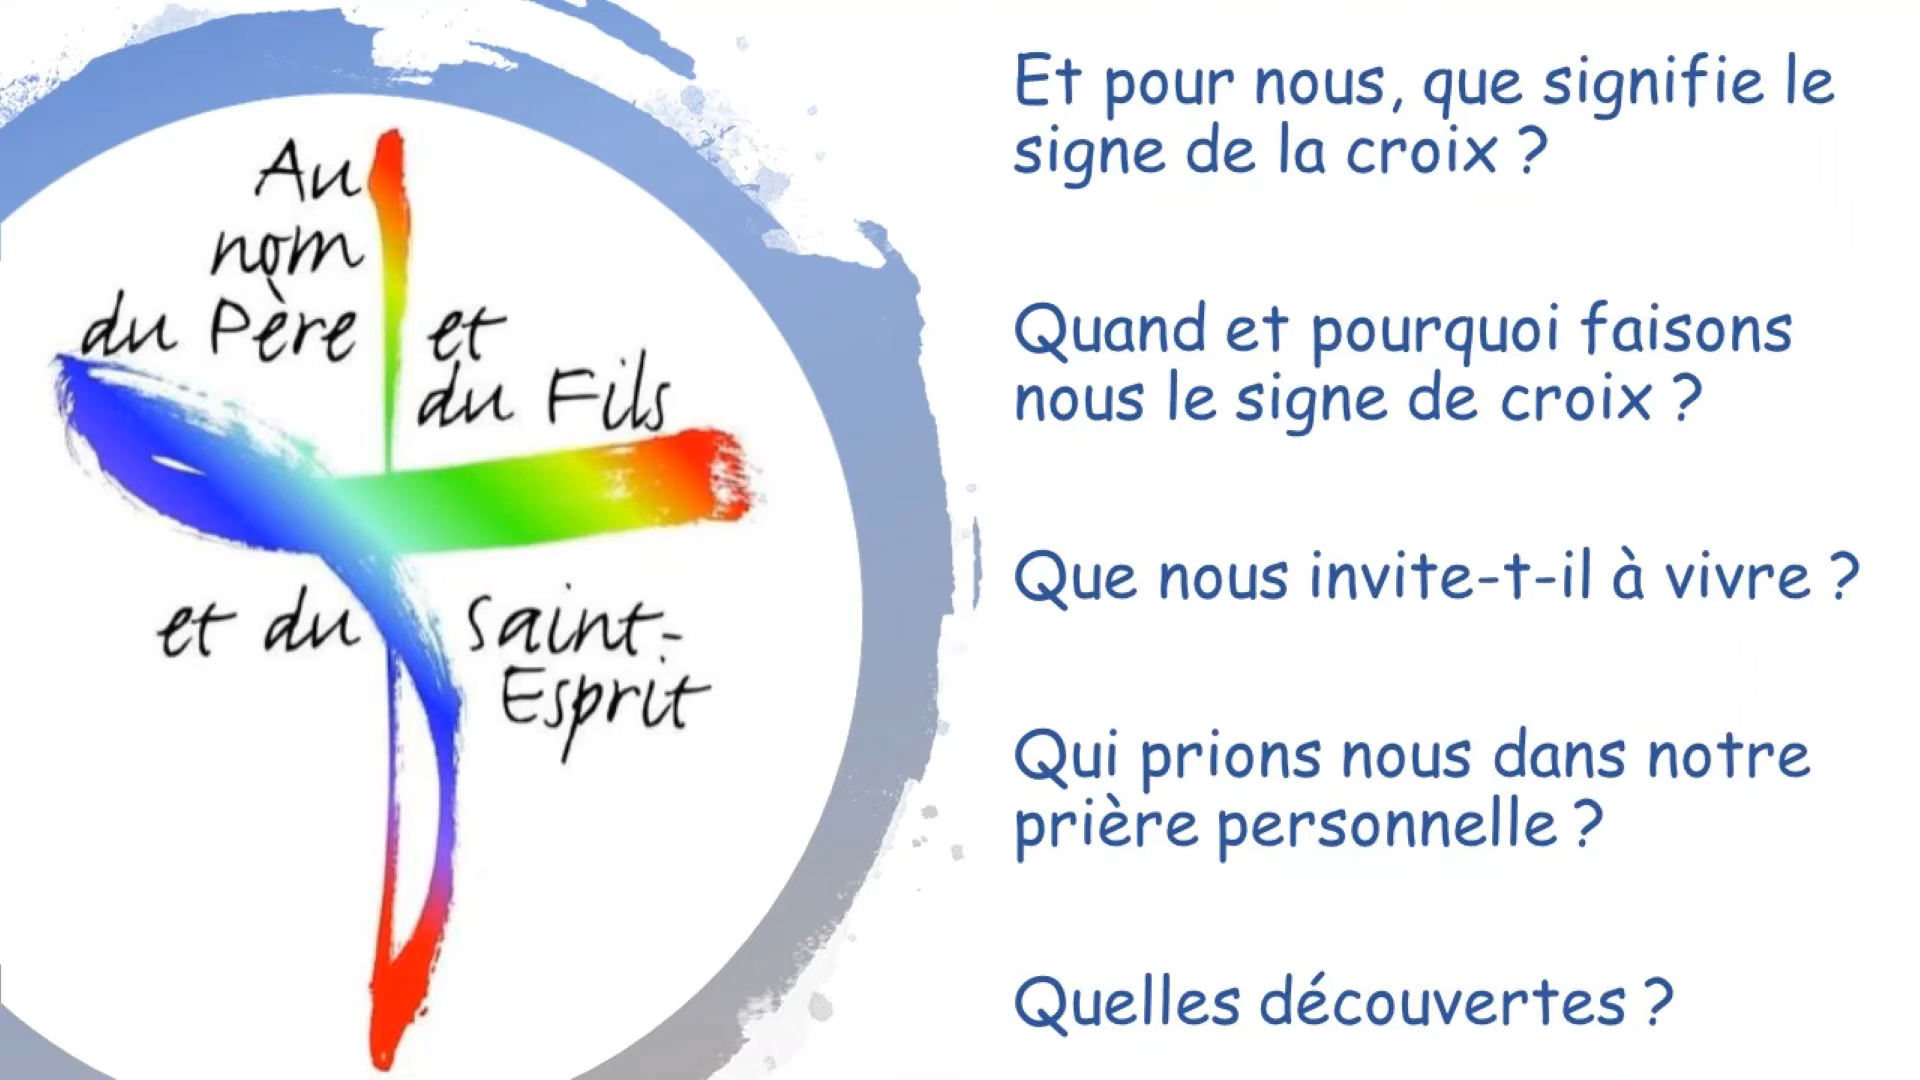 Au
nom
du Père
et
du Fils
et du Saint-
Esprit
Et pour nous, que signifie le
signe de la croix ?
Quand et pourquoi faisons
nous le signe de croix ?
Que nous invite-t-il à vivre ?
Qui prions nous dans notre
prière personnelle ?
Quelles découvertes ?